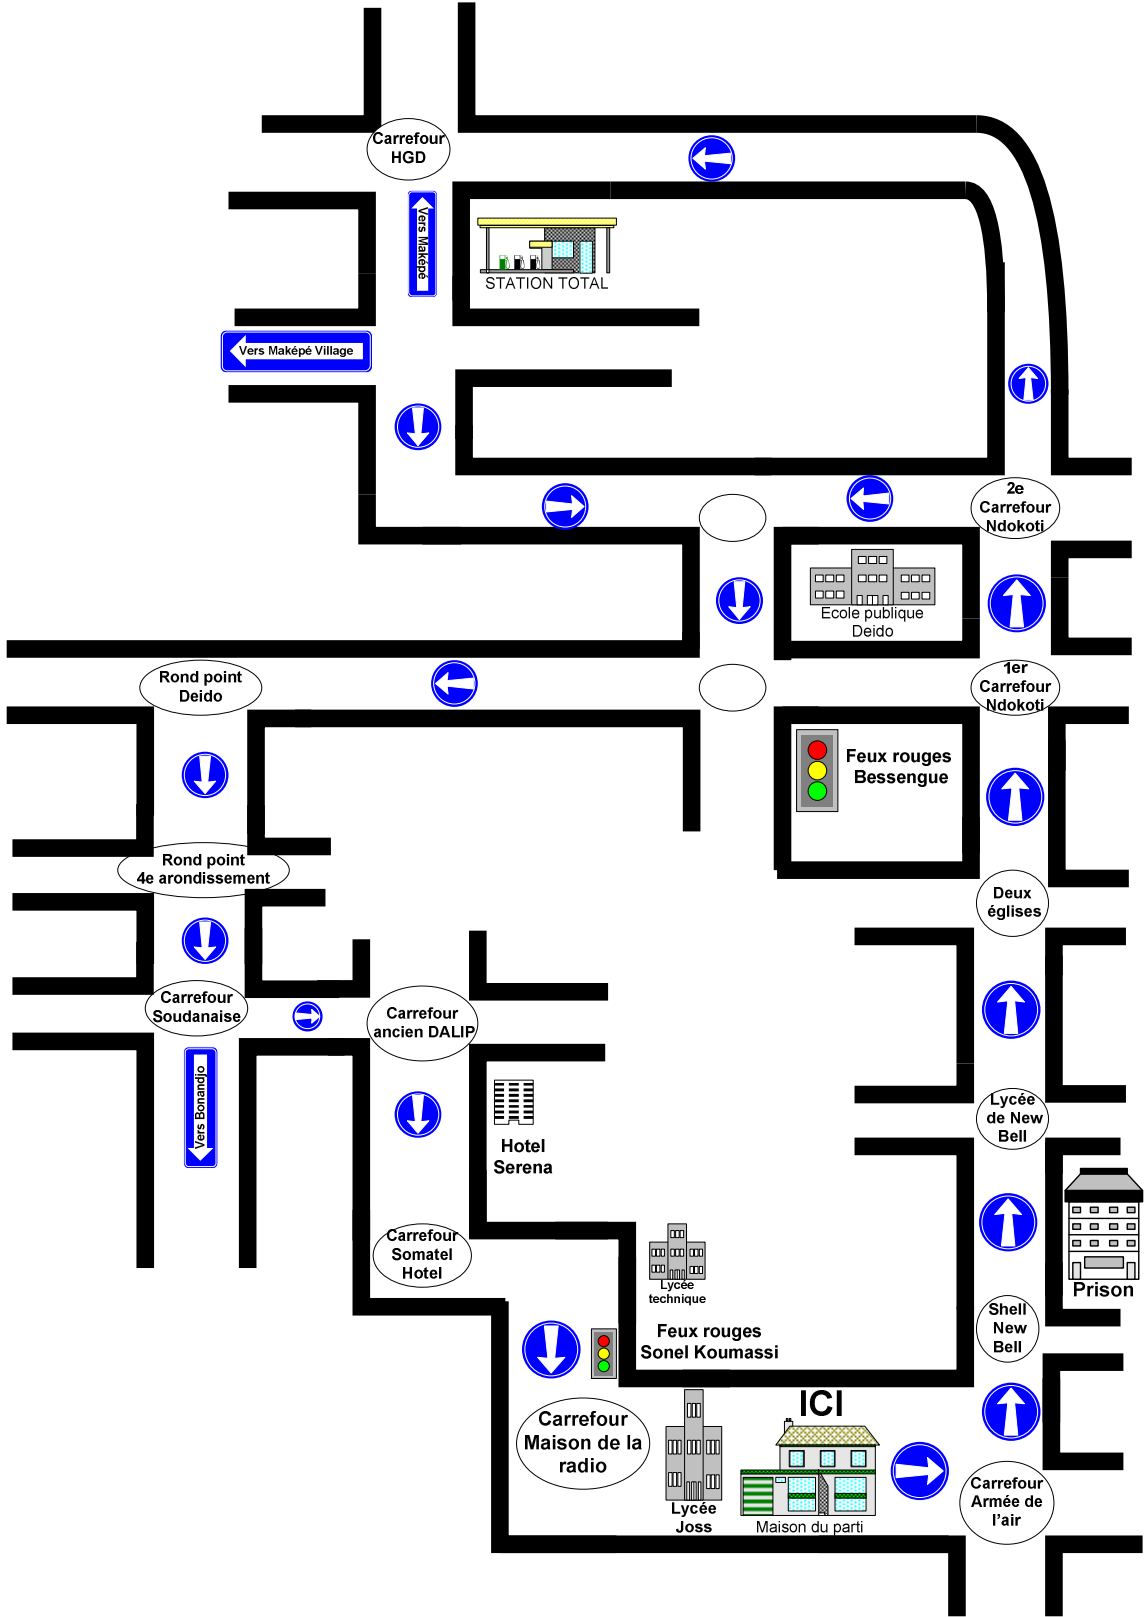 Carrefour
HGD
Vers Maképé
STATION TOTAL
Vers Maképé Village
2e
Carrefour
Ndokoti
Ecole publique
Deido
Rond point
Deido
1er
Carrefour
Ndokoti
Feux rouges
Bessengue
Rond point
4e arondissement
Deux
églises
Carrefour
Soudanaise
Carrefour
ancien DALIP
Vers Bonandjo
Lycée
de New
Bell
Hotel
Serena
Carrefour
Somatel
Hotel
Lycée
technique
Prison
Shell
New
Bell
Feux rouges
Sonel Koumassi
ICI
Carrefour
Maison de la
radio
Carrefour
Armée de
l’air
Lycée
Joss
Maison du parti